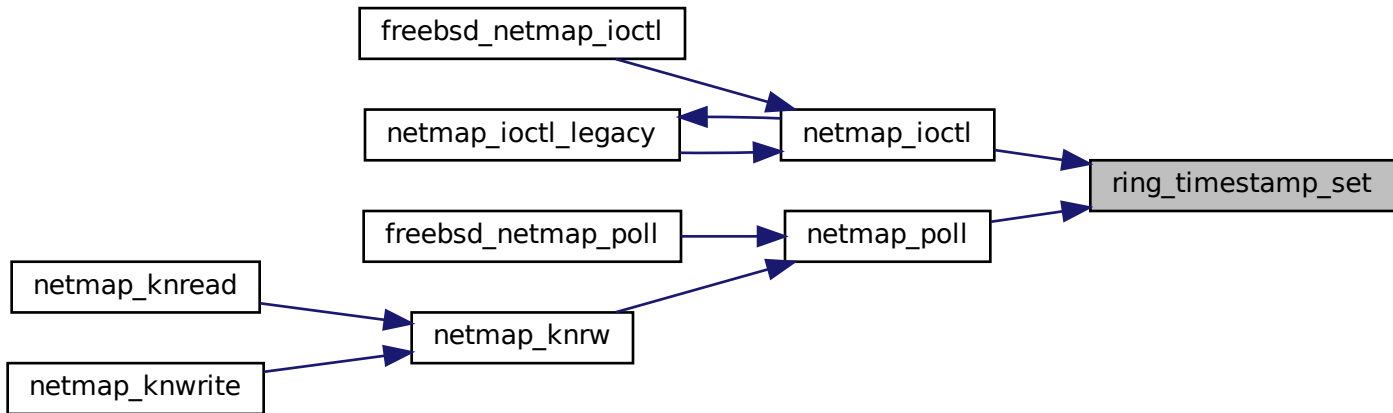 freebsd_netmap_ioctl
netmap_ioctl_legacy
netmap_ioctl
ring_timestamp_set
freebsd_netmap_poll
netmap_poll
netmap_knread
netmap_knrw
netmap_knwrite